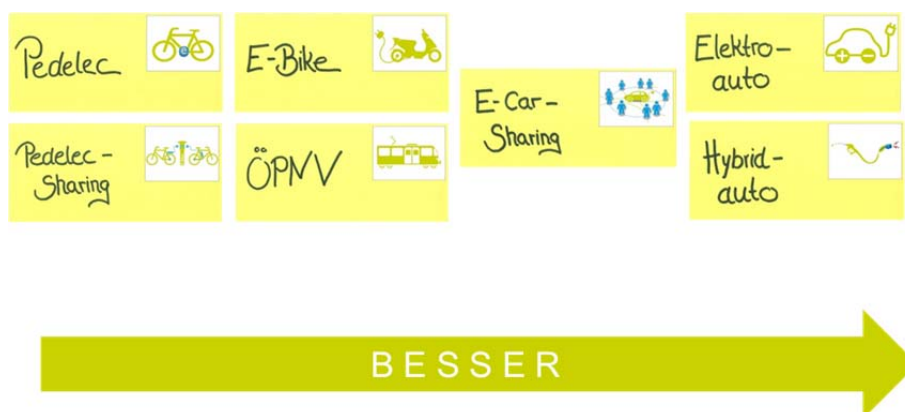 Pedelec
E-Bike
Elektro-
auto
E-Car-
Sharing
Pedelec-
Sharing
ÖPNV
Hybrid-
auto
BESSER